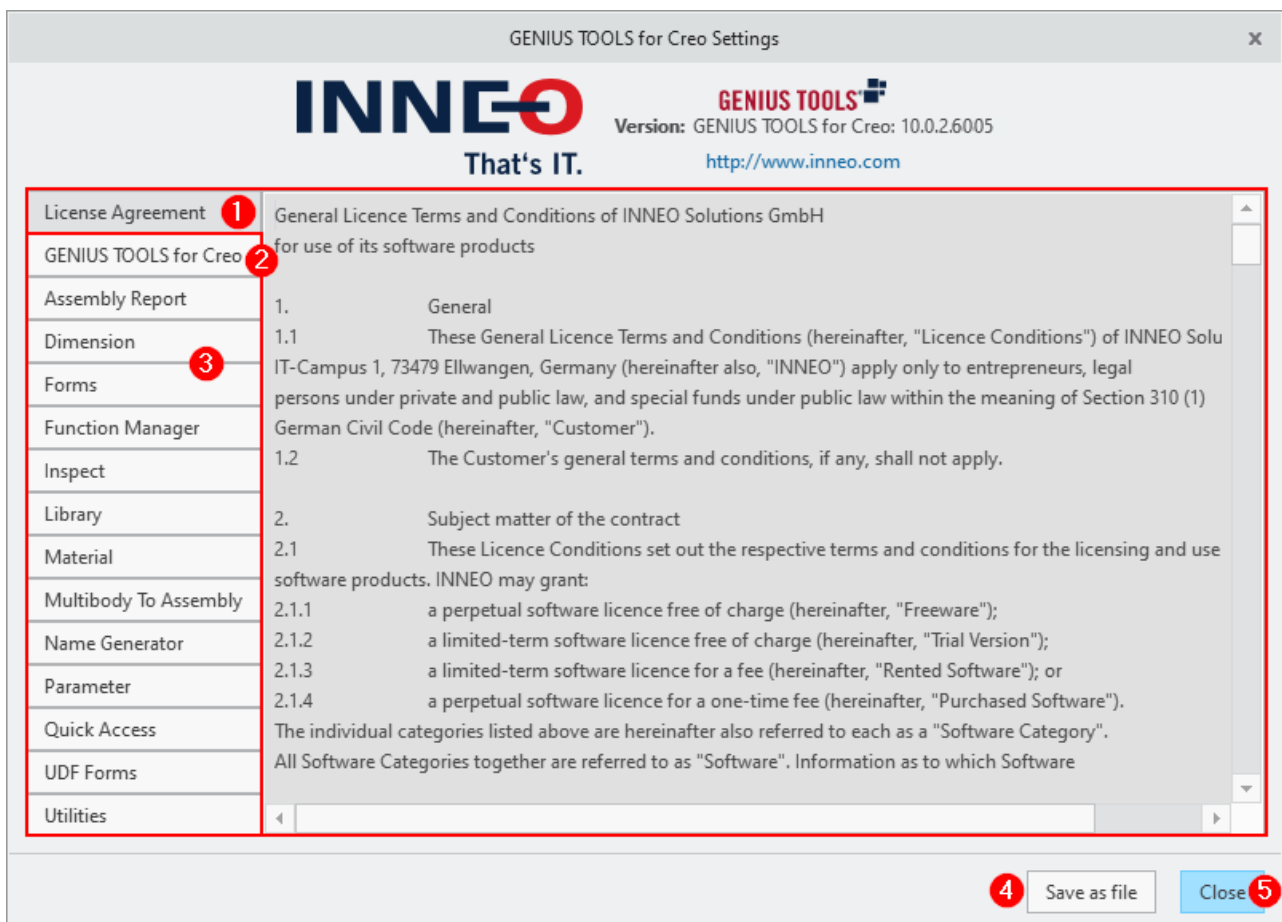 GENIUS TOOLS for Creo Settings
INNEO
That's IT.
GENIUS TOOLS
Version: GENIUS TOOLS for Creo: 10.0.2.6005
http://www.inneo.com
License Agreement 1
GENIUS TOOLS for Creo 2
Assembly Report
Dimension
3
Forms
Function Manager
Inspect
Library
Material
Multibody To Assembly
Name Generator
Parameter
Quick Access
UDF Forms
Utilities
General Licence Terms and Conditions of INNEO Solutions GmbH
for use of its software products
1. General
1.1 These General Licence Terms and Conditions (hereinafter, "Licence Conditions") of INNEO Solu
IT-Campus 1, 73479 Ellwangen, Germany (hereinafter also, "INNEO") apply only to entrepreneurs, legal
persons under private and public law, and special funds under public law within the meaning of Section 310 (1)
German Civil Code (hereinafter, "Customer").
1.2 The Customer's general terms and conditions, if any, shall not apply.
2. Subject matter of the contract
2.1 These Licence Conditions set out the respective terms and conditions for the licensing and use
software products. INNEO may grant:
2.1.1 a perpetual software licence free of charge (hereinafter, "Freeware");
2.1.2 a limited-term software licence free of charge (hereinafter, "Trial Version");
2.1.3 a limited-term software licence for a fee (hereinafter, "Rented Software"); or
2.1.4 a perpetual software licence for a one-time fee (hereinafter, "Purchased Software").
The individual categories listed above are hereinafter also referred to each as a "Software Category".
All Software Categories together are referred to as "Software". Information as to which Software
4 Save as file
Close 5